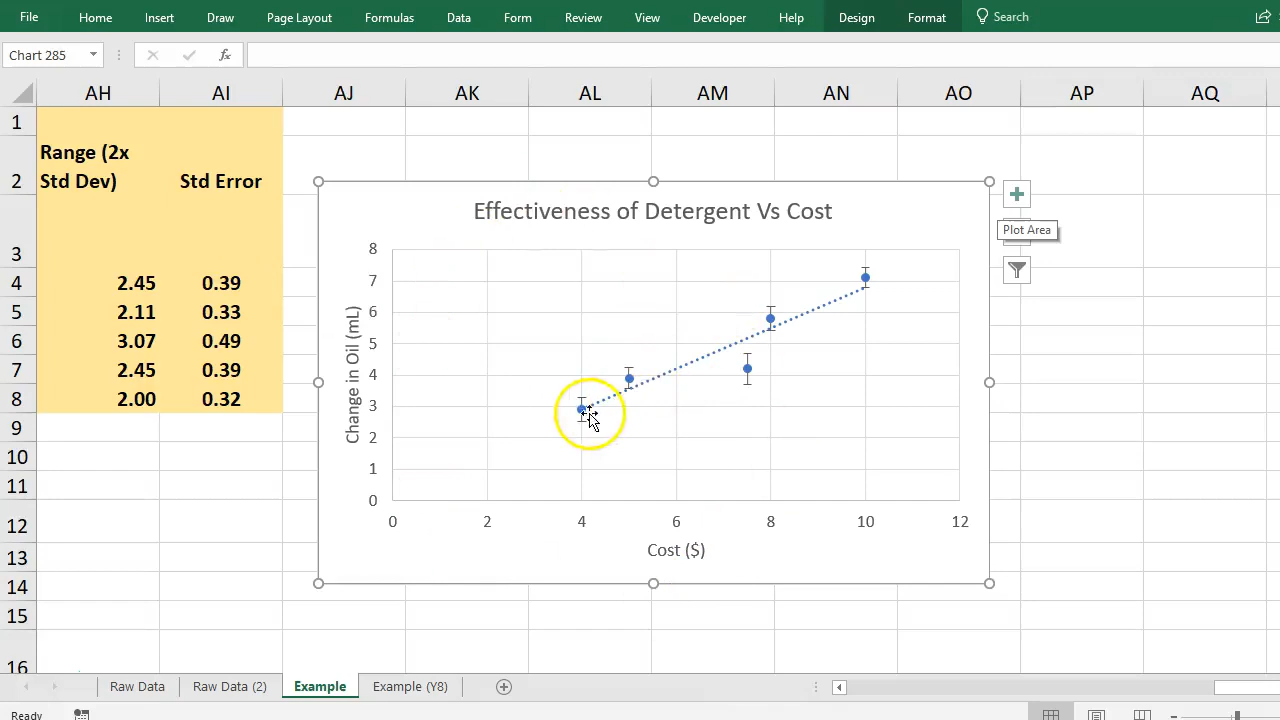 File Home Insert Draw Page Layout Formulas Data Form Review View Developer Help Design Format Search
Chart 285 fx
AH AI AJ AK AL AM AN AO AP AQ
1
Range (2x
2 Std Dev) Std Error
3
4 2.45 0.39
5 2.11 0.33
6 3.07 0.49
7 2.45 0.39
8 2.00 0.32
9
10
11
12
13
14
15
16
Effectiveness of Detergent Vs Cost
Plot Area
Change in Oil (mL)
8
7
6
5
4
3
2
1
0
0 2 4 6 8 10 12
Cost ($)
Raw Data Raw Data (2) Example Example (Y8)
Ready